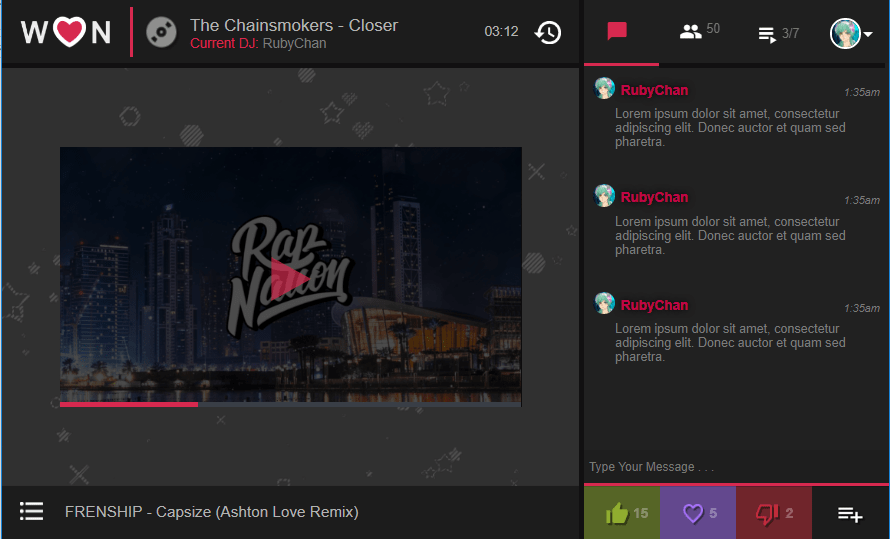 W N
The Chainsmokers - Closer
Current DJ: RubyChan
03:12
50
3/7
Rap
Nation
FRENSHIP - Capsize (Ashton Love Remix)
RubyChan
1:35am
Lorem ipsum dolor sit amet, consectetur
adipiscing elit. Donec auctor et quam sed
pharetra.
RubyChan
1:35am
Lorem ipsum dolor sit amet, consectetur
adipiscing elit. Donec auctor et quam sed
pharetra.
RubyChan
1:35am
Lorem ipsum dolor sit amet, consectetur
adipiscing elit. Donec auctor et quam sed
pharetra.
Type Your Message . . .
15
5
2